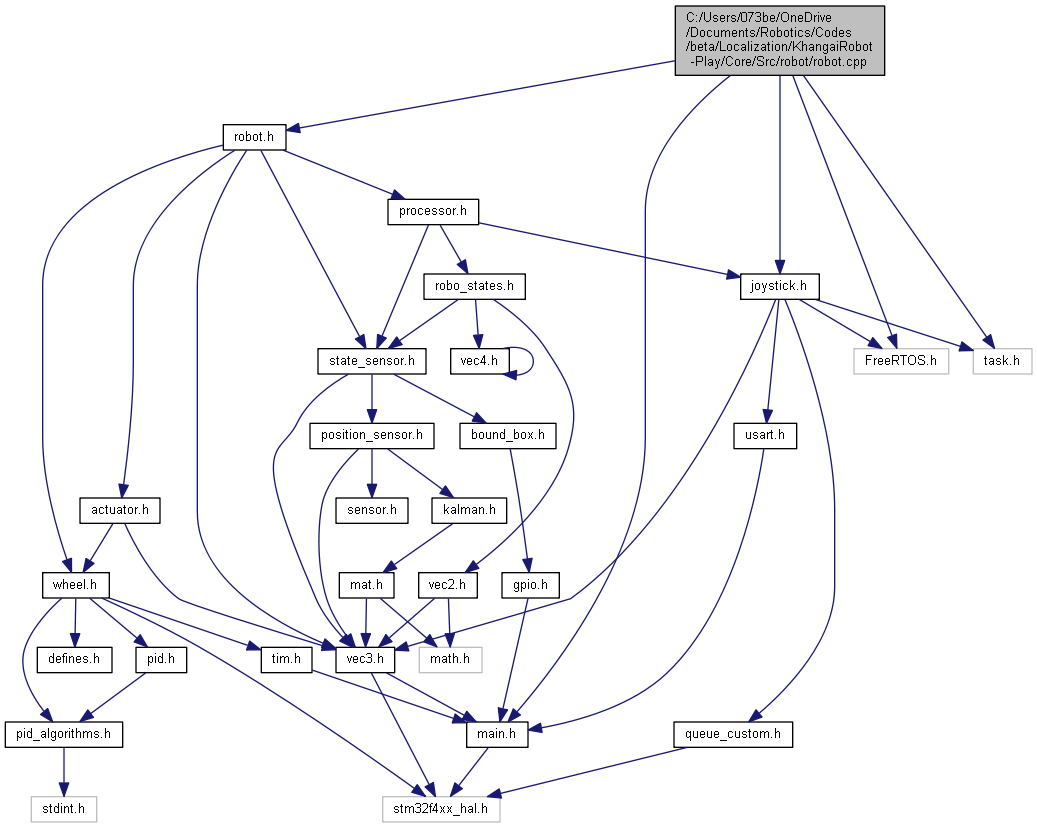 C:/Users/073be/OneDrive
/Documents/Robotics/Codes
/beta/Localization/KhangaiRobot
-Play/Core/Src/robot/robot.cpp
robot.h
processor.h
robo_states.h
joystick.h
state_sensor.h
vec4.h
FreeRTOS.h
task.h
position_sensor.h
bound_box.h
usart.h
actuator.h
sensor.h
kalman.h
wheel.h
mat.h
vec2.h
gpio.h
defines.h
pid.h
tim.h
vec3.h
math.h
pid_algorithms.h
main.h
queue_custom.h
stdint.h
stm32f4xx_hal.h